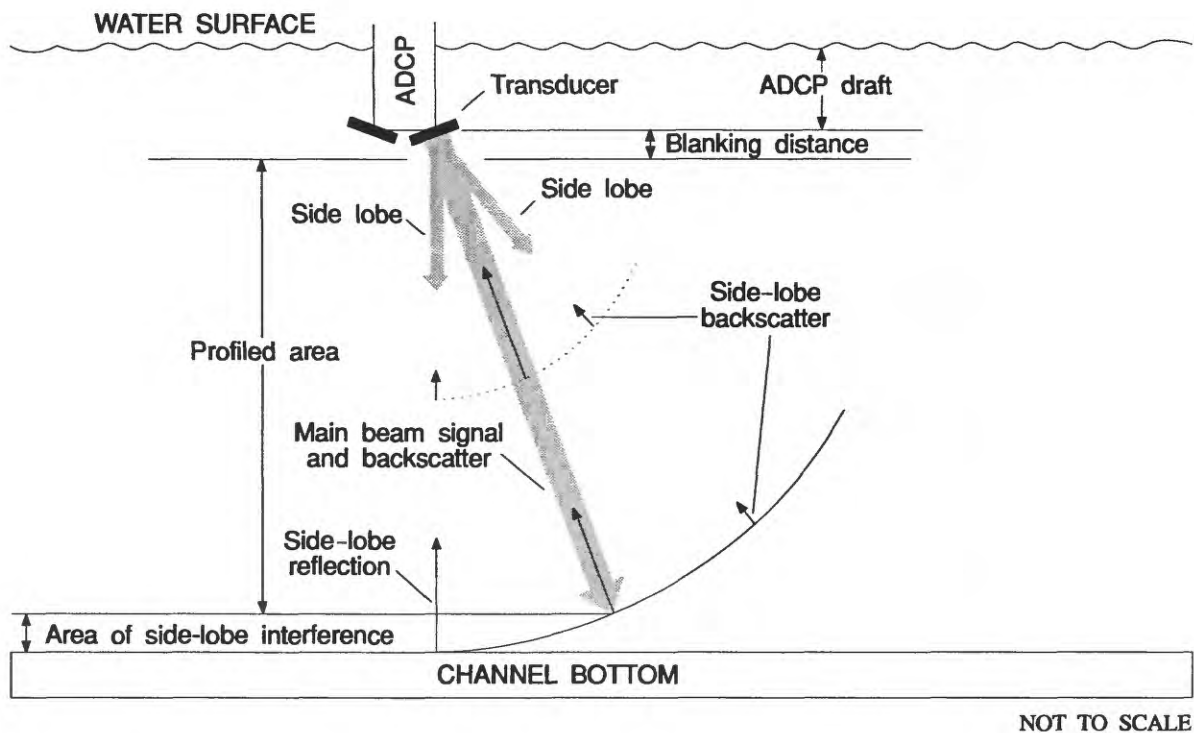 WATER SURFACE
ADCP
Transducer
ADCP draft
Blanking distance
Side lobe
Side lobe
Side-lobe
backscatter
Profiled area
Main beam signal
and backscatter
Side-lobe
reflection
Area of side-lobe interference
CHANNEL BOTTOM
NOT TO SCALE